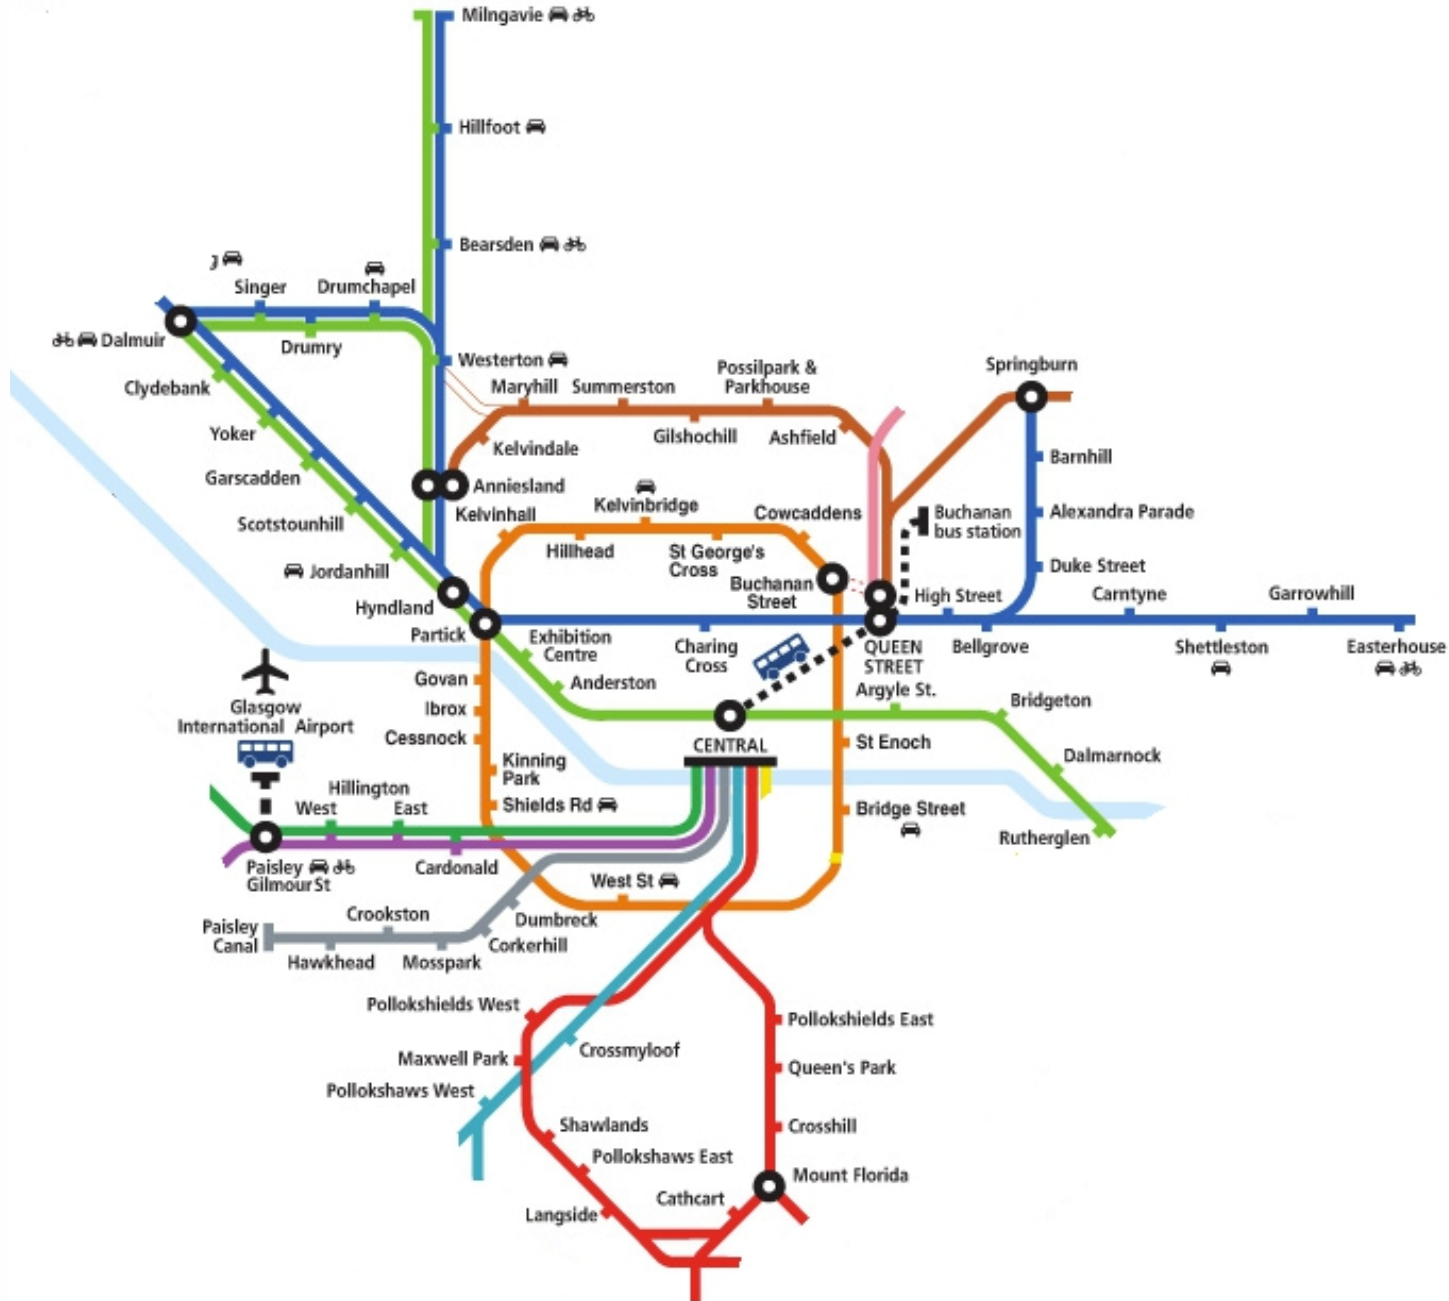 Milngavie
Hillfoot
Bearsden
Singer
Drumchapel
Dalmuir
Drumry
Westerton
Clydebank
Maryhill
Summerston
Possilpark &
Parkhouse
Springburn
Yoker
Kelvindale
Gilshochill
Ashfield
Barnhill
Garscadden
Anniesland
Kelvinhall
Kelvinbridge
Cowcaddens
Buchanan
bus station
Alexandra Parade
Scotstounhill
Hillhead
St George's
Cross
Jordanhill
Buchanan
Street
Duke Street
Hyndland
High Street
Carntyne
Garrowhill
Partick
Exhibition
Centre
Charing
Cross
QUEEN
STREET
Bellgrove
Shettleston
Easterhouse
Govan
Anderston
Argyle St.
Bridgeton
Glasgow
International Airport
Ibrox
Cessnock
CENTRAL
St Enoch
Dalmarnock
Kinning
Park
Hillington
West
East
Shields Rd
Bridge Street
Rutherglen
Paisley
Gilmour St
Cardonald
West St
Paisley
Canal
Crookston
Dumbreck
Hawkhead
Mosspark
Corkerhill
Pollokshields West
Pollokshields East
Maxwell Park
Crossmyloof
Queen's Park
Pollokshaws West
Shawlands
Crosshill
Pollokshaws East
Mount Florida
Cathcart
Langside